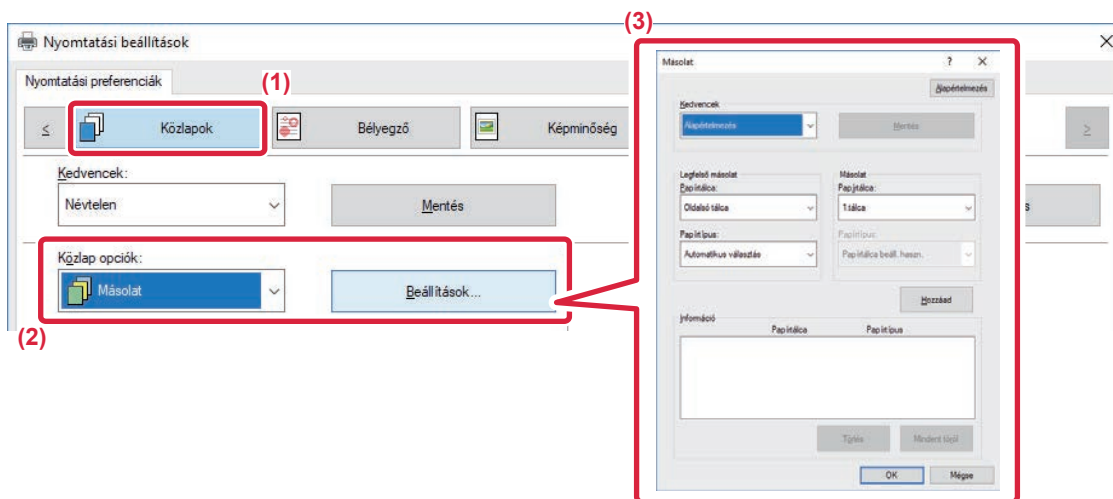 (3)
Nyomtatási beállítások
Nyomtatási preferenciák
(1)
<
Közlapok
Bélyegző
Képminőség
>
Kedvencek:
Névtelen
Mentés
s
Közlap opciók:
Másolat
Beállítások...
(2)
Másolat
?
Alapértelmezés
Kedvencek
Alapértelmezés
Mentés
Legfelső másolat
Másolat
Papírtálca:
Papírtálca:
Oldalsó tálca
1.tálca
Papírtípus:
Papírtípus:
Automatikus választás
Papírtálca beáll. haszn.
Hozzáad
Információ
Papírtálca
Papírtípus
Törlés
Mindent töröl
OK
Mégse